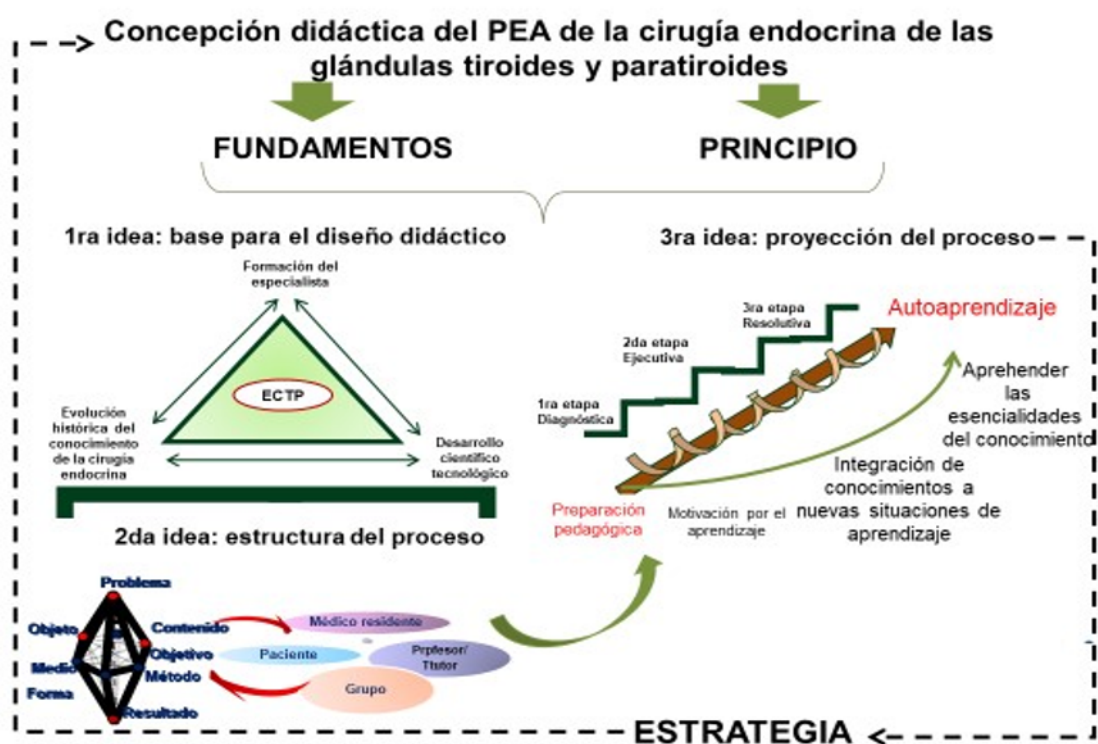 Concepción didáctica del PEA de la cirugía endocrina de las
glándulas tiroides y paratiroides
FUNDAMENTOS
PRINCIPIO
1ra idea: base para el diseño didáctico
Formación del
especialista
ECTP
Evolución
histórica del
conocimiento
de la cirugía
endocrina
Desarrollo
científico
tecnológico
3ra idea: proyección del proceso
3ra etapa
Resolutiva
2da etapa
Ejecutiva
1ra etapa
Diagnóstica
Autoaprendizaje
Aprehender
las
esencialidades
del conocimiento
Integración de
conocimientos a
nuevas situaciones de
aprendizaje
Preparación
pedagógica
Motivación por el
aprendizaje
2da idea: estructura del proceso
Problema
Objeto
Contenido
Objetivo
Medio
Método
Forma
Resultado
Médico residente
Paciente
Prpfesor/
Ttutor
Grupo
ESTRATEGIA